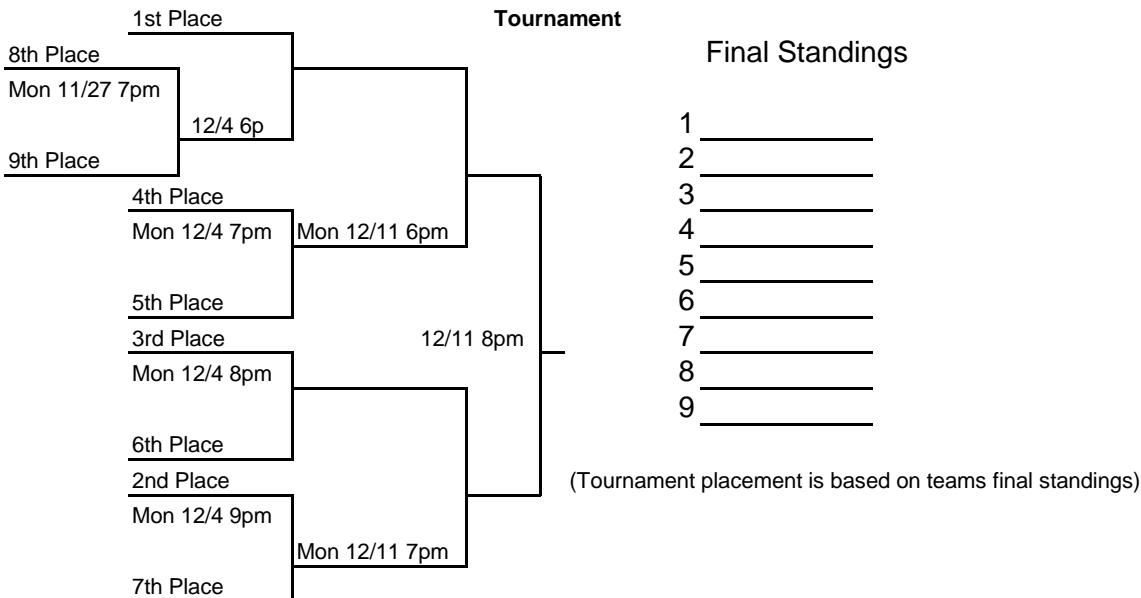 1st Place
Tournament
8th Place
Final Standings
Mon 11/27 7pm
1
12/4 6p
9th Place
2
4th Place
3
Mon 12/4 7pm
Mon 12/11 6pm
4
5
5th Place
6
3rd Place
12/11 8pm
7
Mon 12/4 8pm
8
9
6th Place
2nd Place
(Tournament placement is based on teams final standings)
Mon 12/4 9pm
Mon 12/11 7pm
7th Place